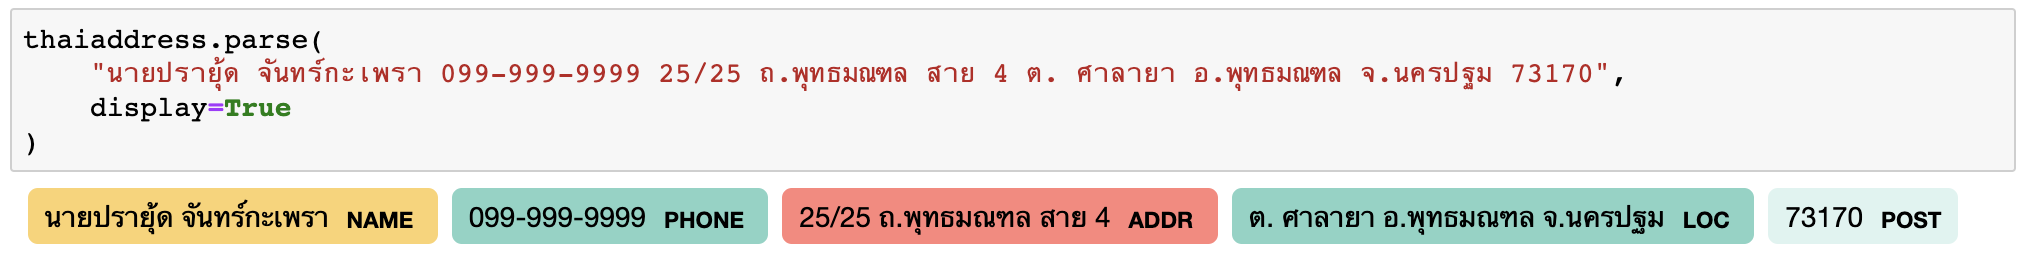 thaiaddress.parse(
    "นายปรายุ้ด จันทร์กะเพรา 099-999-9999 25/25 ถ.พุทธมณฑล สาย 4 ต. ศาลายา อ.พุทธมณฑล จ.นครปฐม 73170",
    display=True
)
นายปรายุ้ด จันทร์กะเพรา NAME 099-999-9999 PHONE 25/25 ถ.พุทธมณฑล สาย 4 ADDR ต. ศาลายา อ.พุทธมณฑล จ.นครปฐม LOC 73170 POST